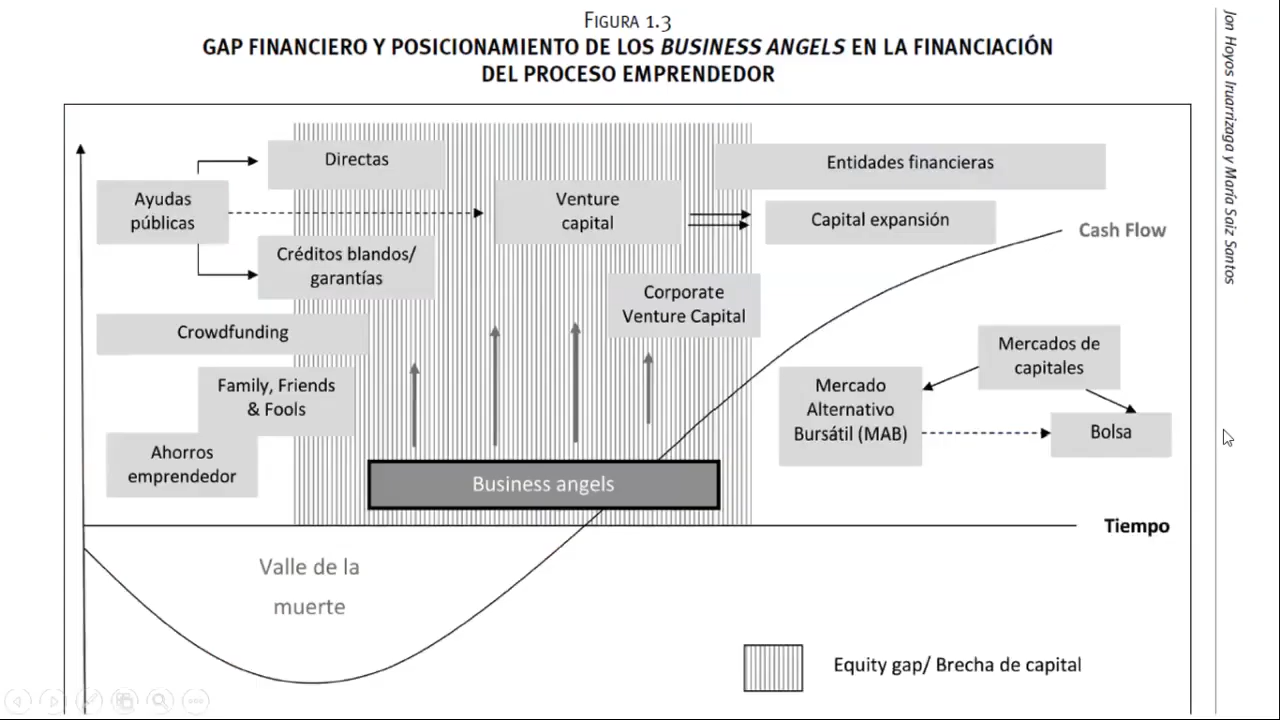 FIGURA 1.3
GAP FINANCIERO Y POSICIONAMIENTO DE LOS BUSINESS ANGELS EN LA FINANCIACIÓN
DEL PROCESO EMPRENDEDOR
Jon Hoyos Iruarrizaga y María Saiz Santos
Directas
Ayudas
públicas
Créditos blandos/
garantías
Venture
capital
Entidades financieras
Capital expansión
Cash Flow
Corporate
Venture Capital
Crowdfunding
Family, Friends
& Fools
Ahorros
emprendedor
Mercados de
capitales
Mercado
Alternativo
Bursátil (MAB)
Bolsa
Business angels
Tiempo
Valle de la
muerte
Equity gap/ Brecha de capital